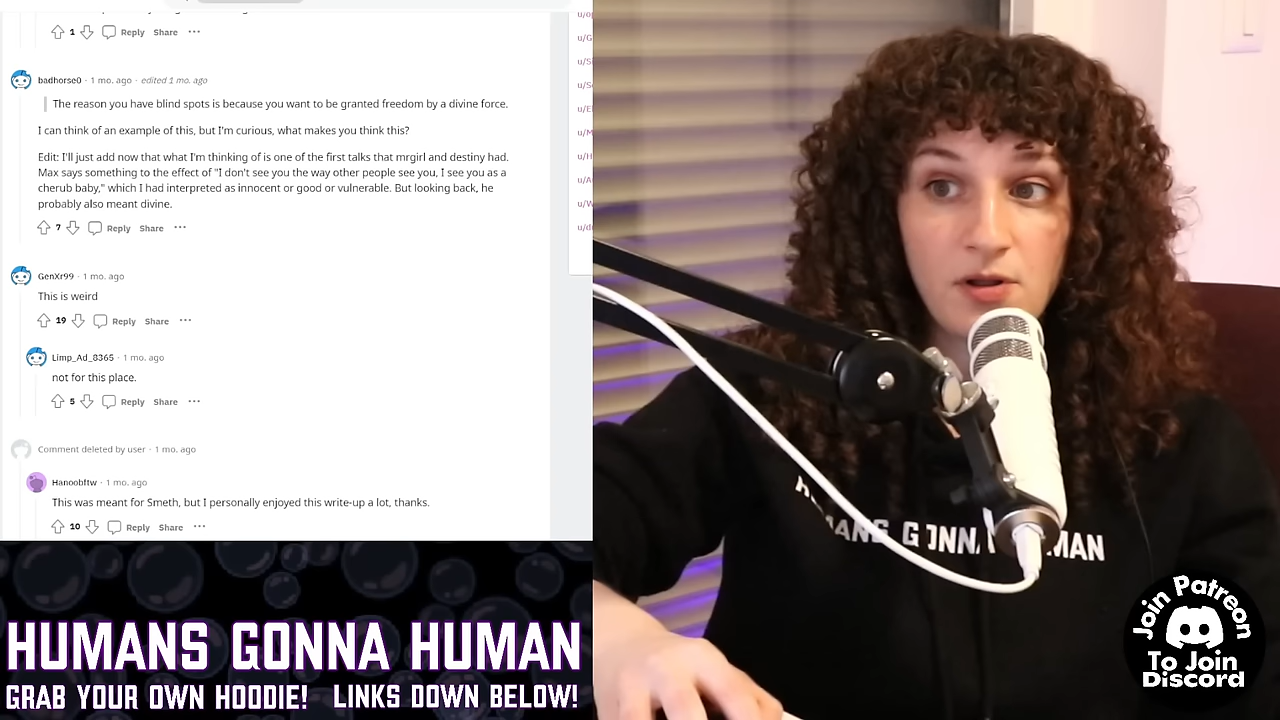 1 Reply Share ...
badhorse0 · 1 mo. ago · edited 1 mo. ago
The reason you have blind spots is because you want to be granted freedom by a divine force.
I can think of an example of this, but I'm curious, what makes you think this?
Edit: I'll just add now that what I'm thinking of is one of the first talks that mrgirl and destiny had.
Max says something to the effect of "I don't see you the way other people see you, I see you as a
cherub baby," which I had interpreted as innocent or good or vulnerable. But looking back, he
probably also meant divine.
7 Reply Share ...
GenXr99 · 1 mo. ago
This is weird
19 Reply Share ...
Limp_Ad_8365 · 1 mo. ago
not for this place.
5 Reply Share ...
Comment deleted by user · 1 mo. ago
Hanoobftw · 1 mo. ago
This was meant for Smeth, but I personally enjoyed this write-up a lot, thanks.
10 Reply Share ...
HUMANS GONNA HUMAN
GRAB YOUR OWN HOODIE! LINKS DOWN BELOW!
Join Patreon
To Join
Discord